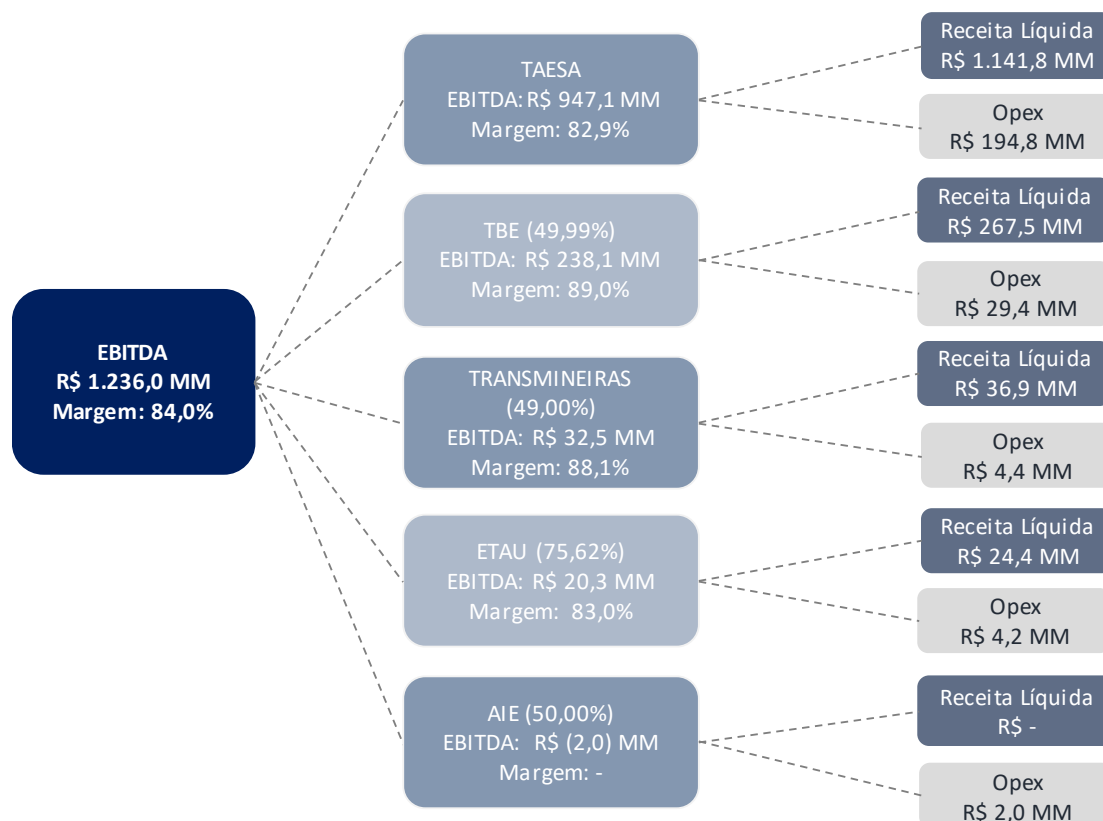 EBITDA
R$ 1.236,0 MM
Margem: 84,0%
TAESA
EBITDA: R$ 947,1 MM
Margem: 82,9%
Receita Líquida
R$ 1.141,8 MM
Opex
R$ 194,8 MM
TBE (49,99%)
EBITDA: R$ 238,1 MM
Margem: 89,0%
Receita Líquida
R$ 267,5 MM
Opex
R$ 29,4 MM
TRANSMINEIRAS
(49,00%)
EBITDA: R$ 32,5 MM
Margem: 88,1%
Receita Líquida
R$ 36,9 MM
Opex
R$ 4,4 MM
ETAU (75,62%)
EBITDA: R$ 20,3 MM
Margem: 83,0%
Receita Líquida
R$ 24,4 MM
Opex
R$ 4,2 MM
AIE (50,00%)
EBITDA: R$ (2,0) MM
Margem: -
Receita Líquida
R$ -
Opex
R$ 2,0 MM